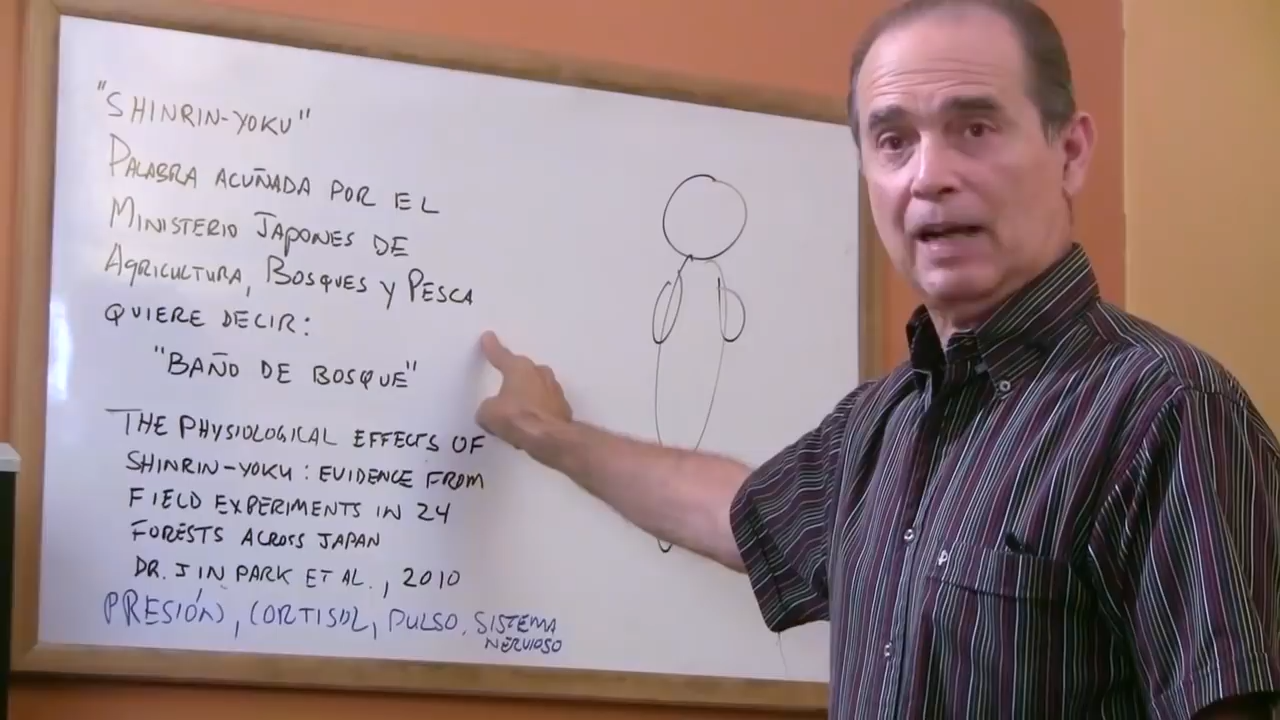 "SHINRIN-YOKU"
PALABRA ACUÑADA POR EL
MINISTERIO JAPONES DE
AGRICULTURA, BOSQUES Y PESCA
QUIERE DECIR:
"BAÑO DE BOSQUE"
THE PHYSIOLOGICAL EFFECTS OF
SHINRIN-YOKU: EVIDENCE FROM
FIELD EXPERIMENTS IN 24
FORESTS ACROSS JAPAN
DR. JIN PARK ET AL., 2010
PRESIÓN, CORTISOL, PULSO, SISTEMA
NERVIOSO